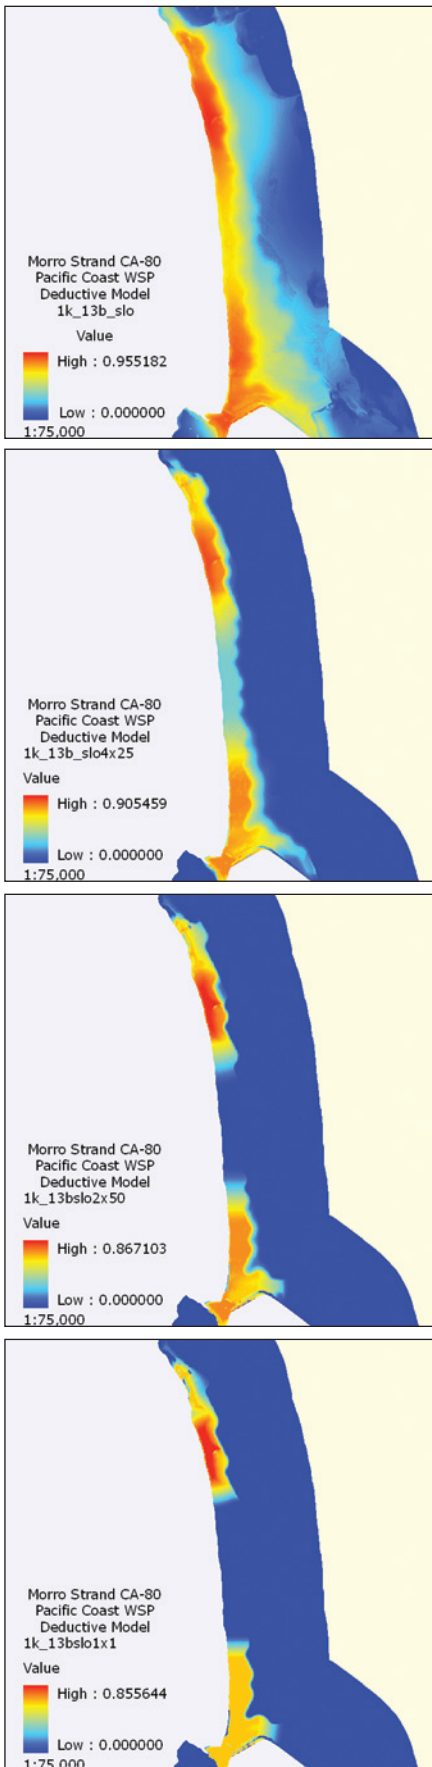 Morro Strand CA-80
Pacific Coast WSP
Deductive Model
1k_13b_slo
Value
High : 0.955182
Low : 0.000000
1:75,000
Morro Strand CA-80
Pacific Coast WSP
Deductive Model
1k_13b_slo4x25
Value
High : 0.905459
Low : 0.000000
1:75,000
Morro Strand CA-80
Pacific Coast WSP
Deductive Model
1k_13bslo2x50
Value
High : 0.867103
Low : 0.000000
1:75,000
Morro Strand CA-80
Pacific Coast WSP
Deductive Model
1k_13bslo1x1
Value
High : 0.855644
Low : 0.000000
1:75,000